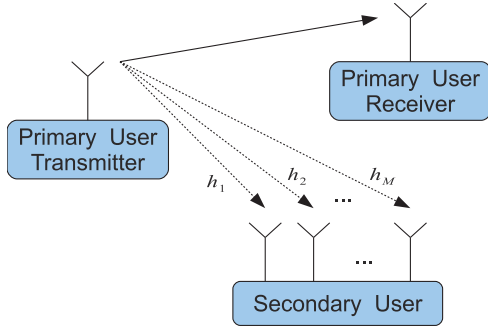 Primary User
Receiver
Primary User
Transmitter
h1
h2
...
hM
...
Secondary User